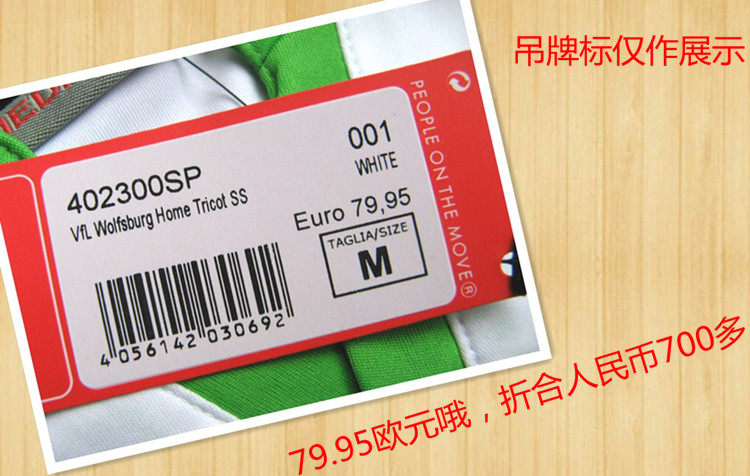 吊牌标仅作展示
PEOPLE ON THE MOVE®
001
WHITE
402300SP
VfL Wolfsburg Home Tricot SS
Euro 79,95
TAGLIA/SIZE
M
4 056142 030692
79.95欧元哦，折合人民币700多